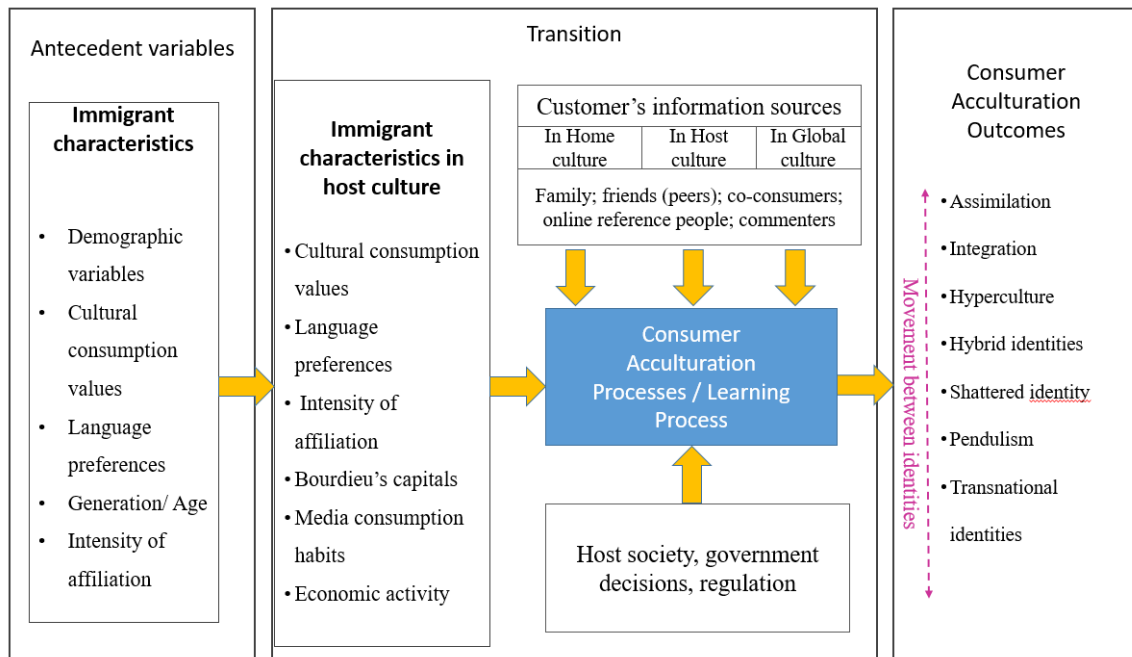 Antecedent variables
Immigrant
characteristics
• Demographic
variables
• Cultural
consumption
values
• Language
preferences
• Generation/ Age
• Intensity of
affiliation
Transition
Immigrant
characteristics in
host culture
• Cultural consumption
values
• Language
preferences
• Intensity of
affiliation
• Bourdieu's capitals
• Media consumption
habits
• Economic activity
Customer's information sources
In Home
culture
In Host
culture
In Global
culture
Family; friends (peers); co-consumers;
online reference people; commenters
Consumer
Acculturation
Processes / Learning
Process
Host society, government
decisions, regulation
Consumer
Acculturation
Outcomes
Movement between identities
• Assimilation
• Integration
• Hyperculture
• Hybrid identities
• Shattered identity
• Pendulism
• Transnational
identities